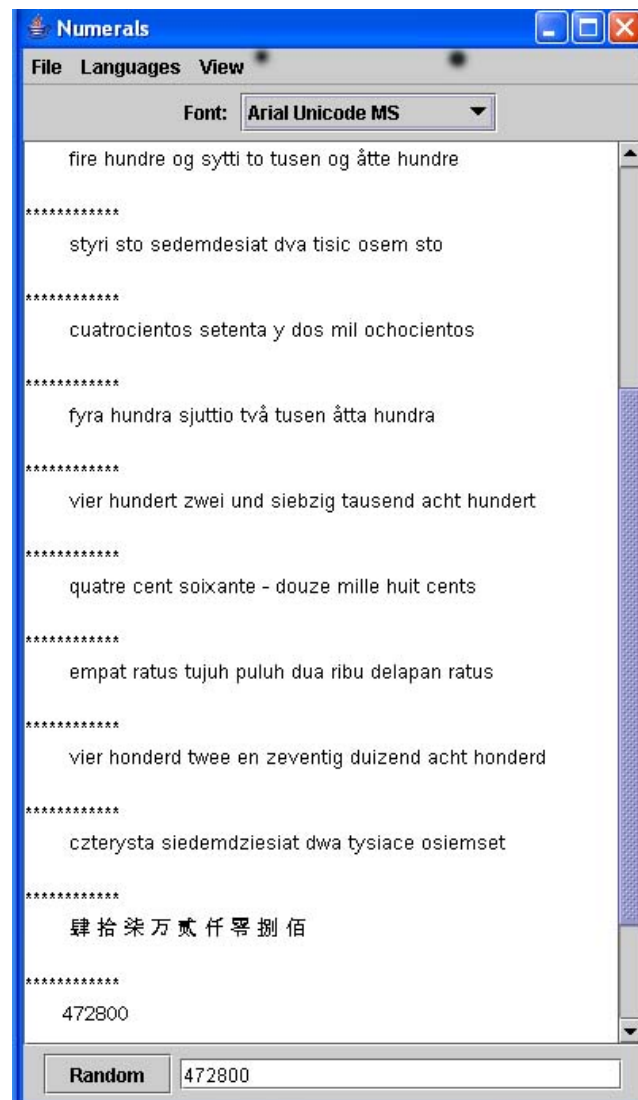 Numerals
File Languages View
Font: Arial Unicode MS
fire hundre og sytti to tusen og åtte hundre
************
styri sto sedemdesiat dva tisic osem sto
************
cuatrocientos setenta y dos mil ochocientos
************
fyra hundra sjuttio två tusen åtta hundra
************
vier hundert zwei und siebzig tausend acht hundert
************
quatre cent soixante - douze mille huit cents
************
empat ratus tujuh puluh dua ribu delapan ratus
************
vier honderd twee en zeventig duizend acht honderd
************
czterysta siedemdziesiat dwa tysiace osiemset
************
肆 拾 柒 万 贰 仟 零 捌 佰
************
472800
Random 472800